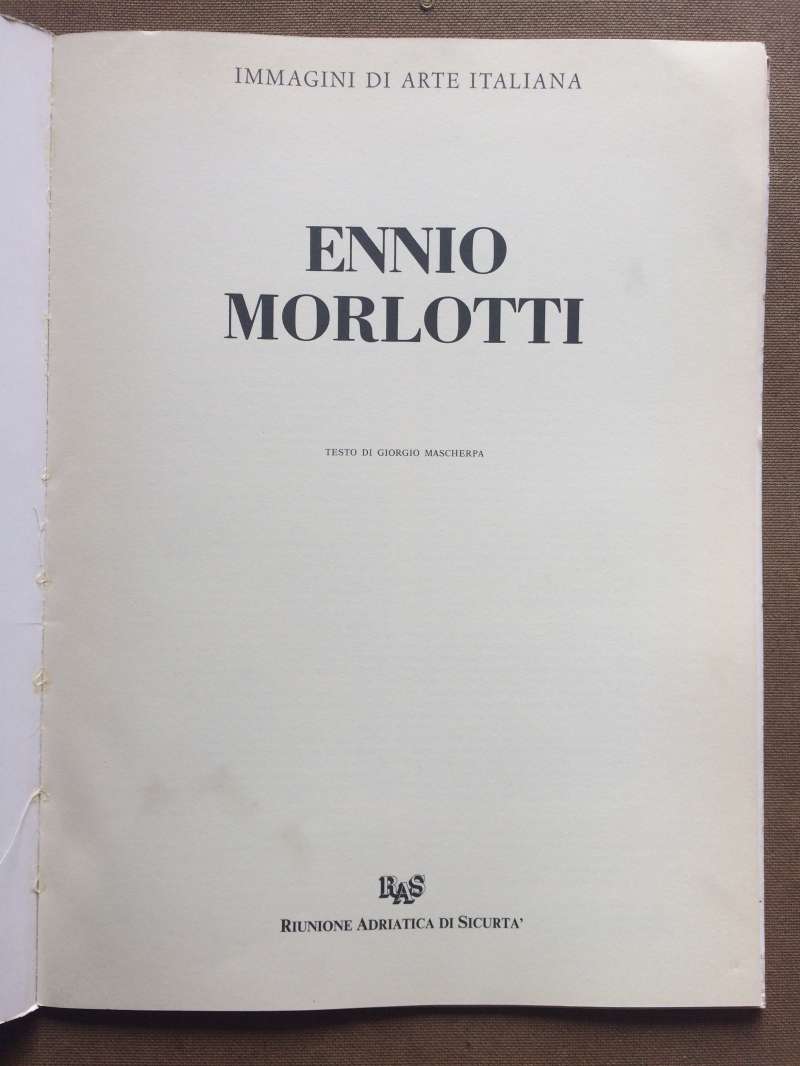 IMMAGINI DI ARTE ITALIANA
ENNIO
MORLOTTI
TESTO DI GIORGIO MASCHERPA
RAS
RIUNIONE ADRIATICA DI SICURTA'